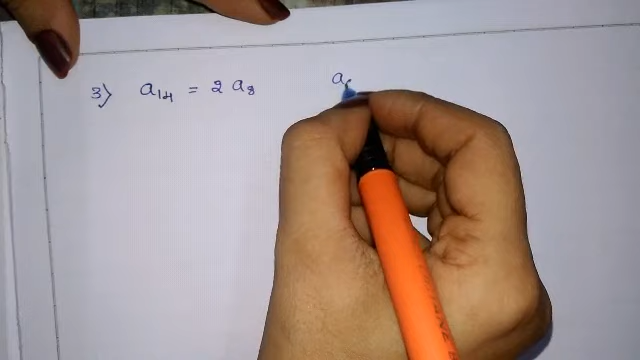 3) a₁₄ = 2 a₈ a